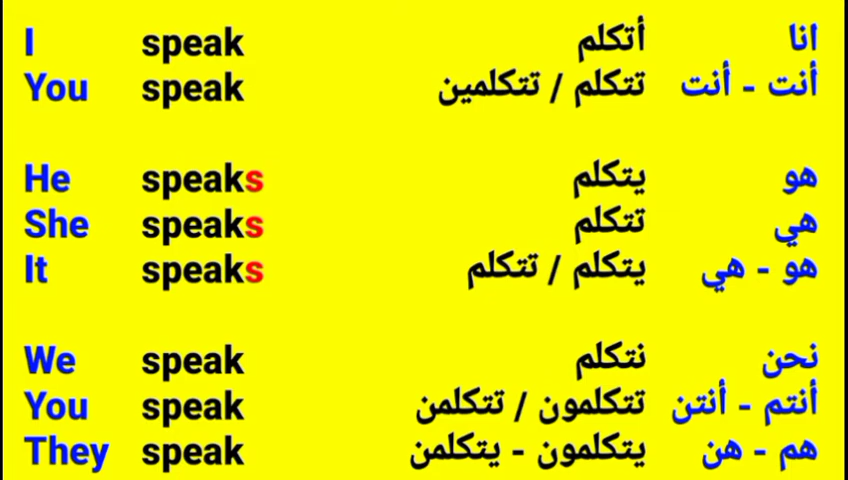 I speak أتكلم انا
You speak تتكلم / تتكلمين أنت - أنت
He speaks يتكلم هو
She speaks تتكلم هي
It speaks يتكلم / تتكلم هو - هي
We speak نتكلم نحن
You speak تتكلمون / تتكلمن أنتم - أنتن
They speak يتكلمون - يتكلمن هم - هن